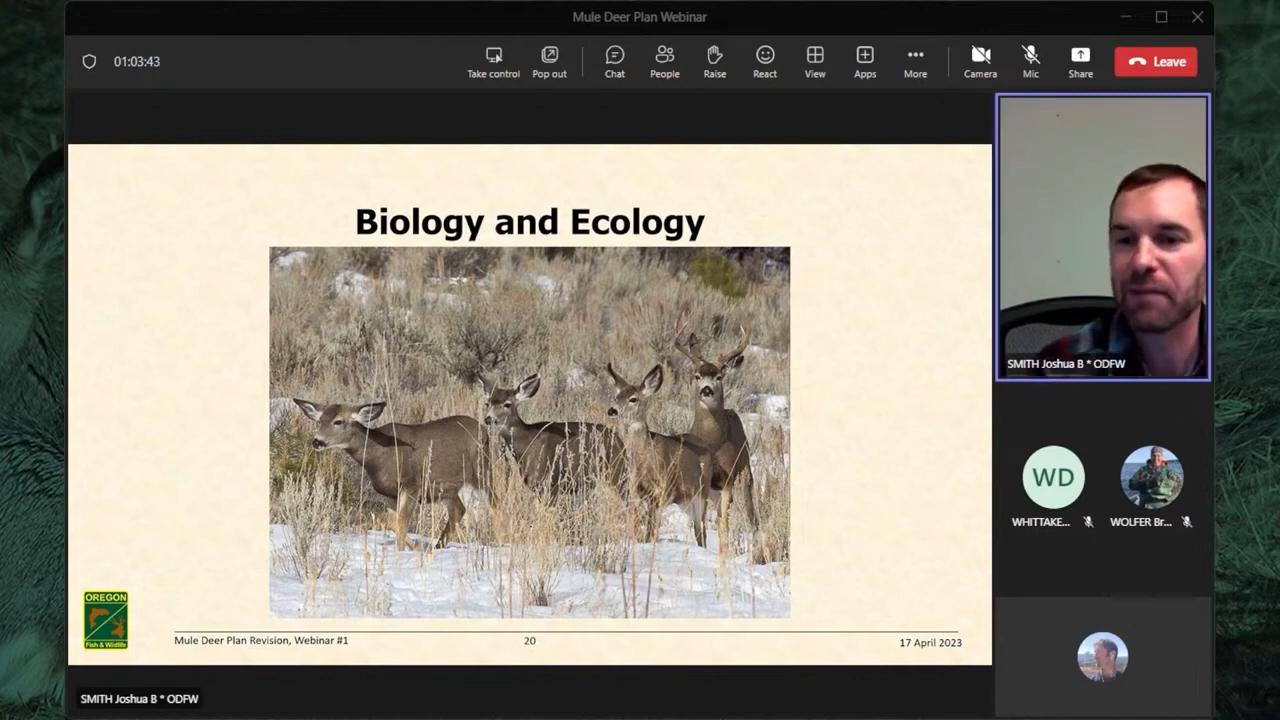 Mule Deer Plan Webinar
01:03:43
Take control
Pop out
Chat
People
Raise
React
View
Apps
More
Camera
Mic
Share
Leave
Biology and Ecology
OREGON
Fish & Wildlife
Mule Deer Plan Revision, Webinar #1
20
17 April 2023
SMITH Joshua B * ODFW
SMITH Joshua B * ODFW
WD
WHITTAKE...
WOLFER Br...